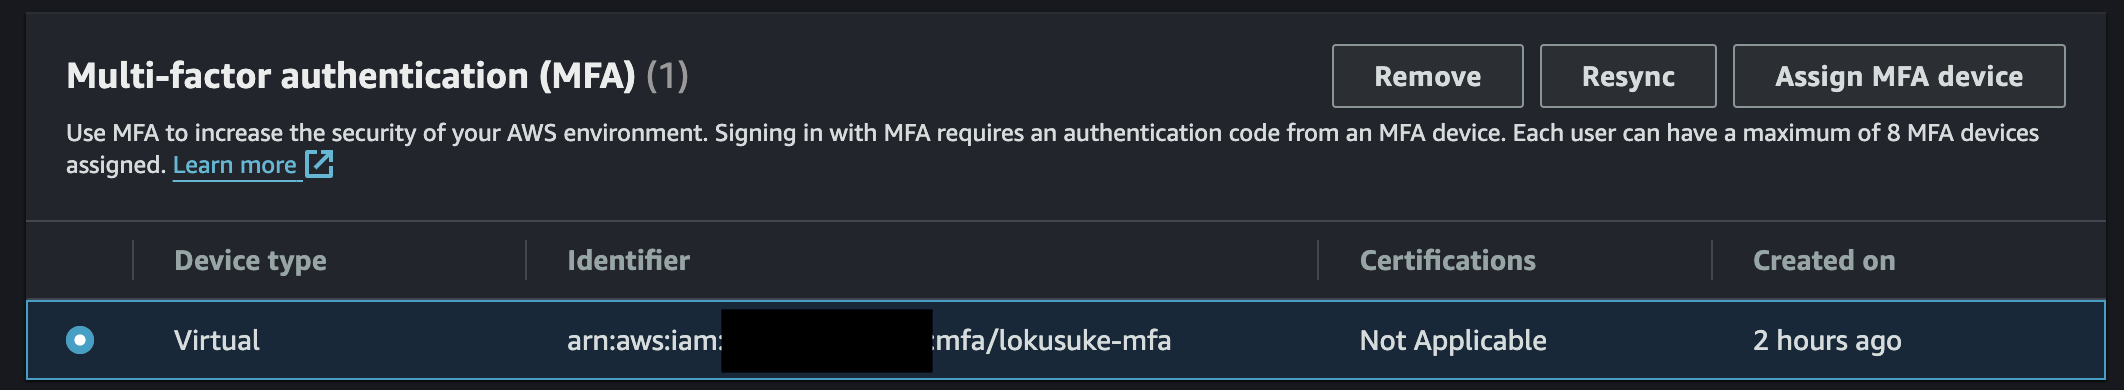 Multi-factor authentication (MFA) (1)
Remove
Resync
Assign MFA device
Use MFA to increase the security of your AWS environment. Signing in with MFA requires an authentication code from an MFA device. Each user can have a maximum of 8 MFA devices
assigned. Learn more
Device type Identifier Certifications Created on
Virtual arn:aws:iam: :mfa/lokusuke-mfa Not Applicable 2 hours ago